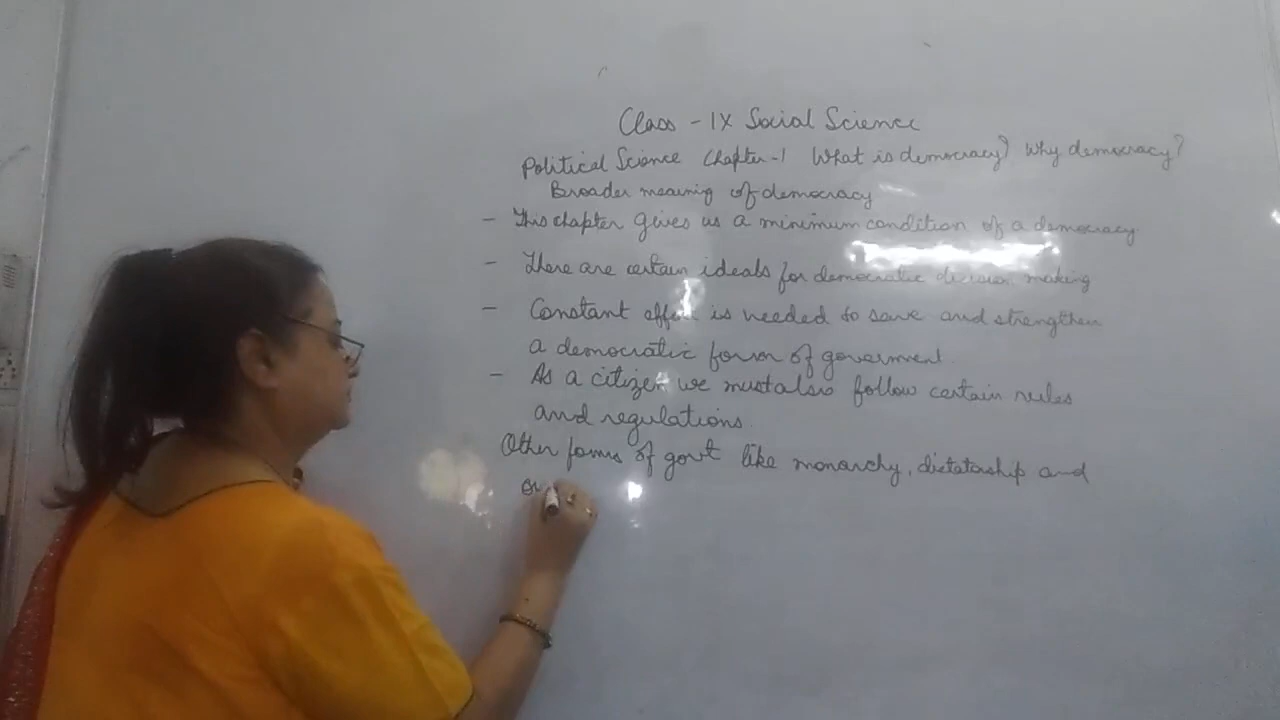 Class - IX Social Science
Political Science Chapter-1 What is democracy? Why democracy?
Broader meaning of democracy
- This chapter gives us a minimum condition of a democracy.
- There are certain ideals for democratic decision making
- Constant effort is needed to save and strengthen
a democratic form of goverment.
- As a citizen we must also follow certain rules
and regulations.
Other forms of govt like monarchy, dictatorship and